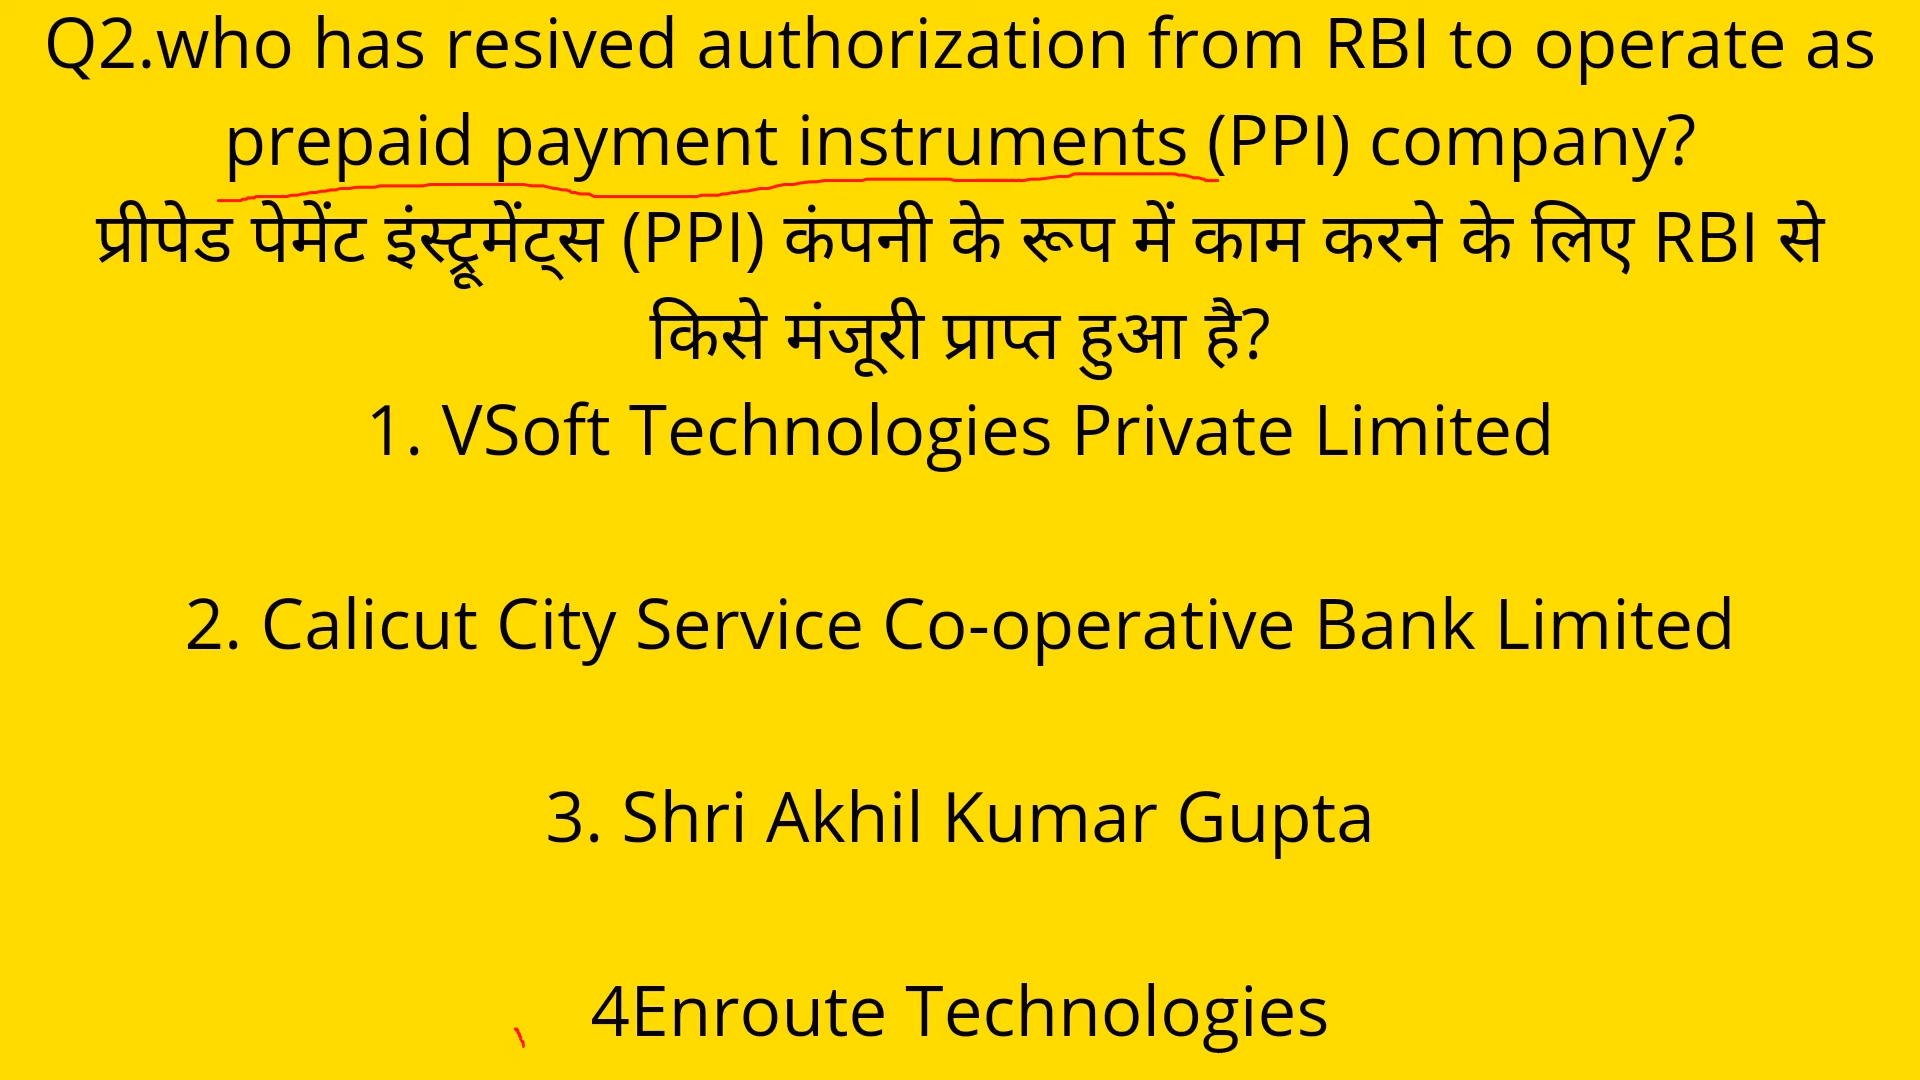 Q2.who has resived authorization from RBI to operate as
prepaid payment instruments (PPI) company?
प्रीपेड पेमेंट इंस्ट्रूमेंट्स (PPI) कंपनी के रूप में काम करने के लिए RBI से
किसे मंजूरी प्राप्त हुआ है?
1. VSoft Technologies Private Limited
2. Calicut City Service Co-operative Bank Limited
3. Shri Akhil Kumar Gupta
4Enroute Technologies